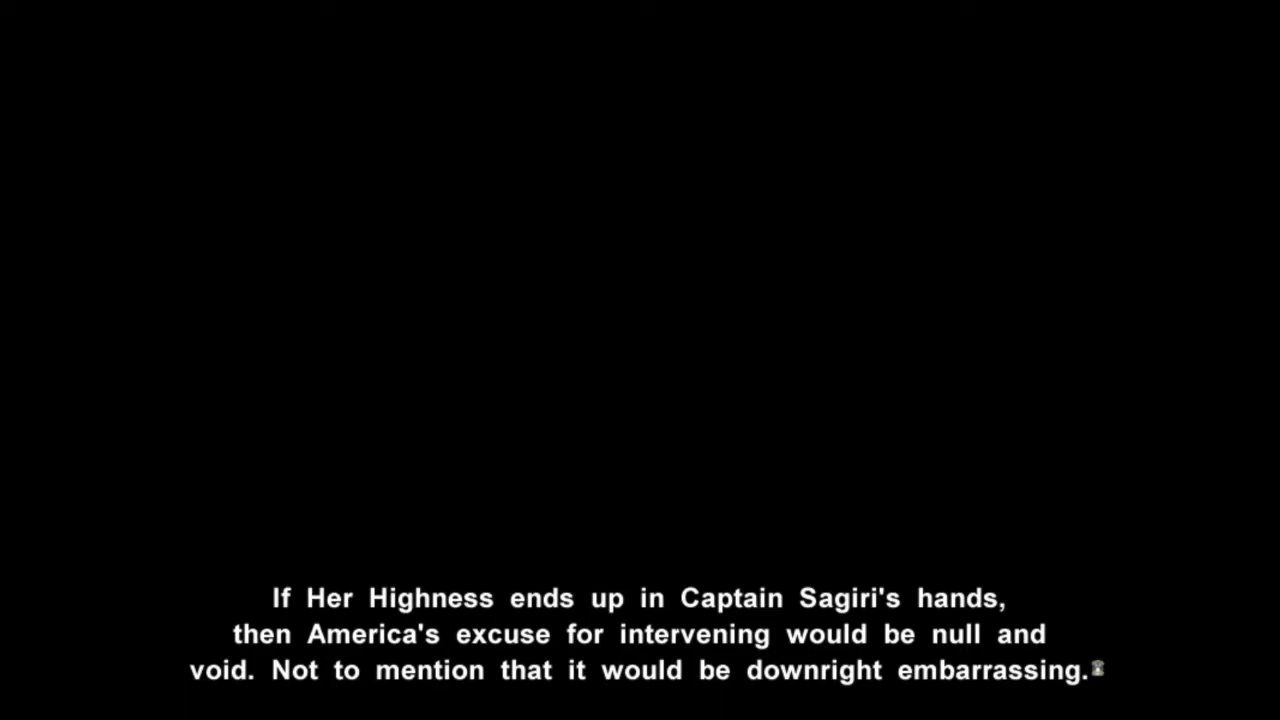 If Her Highness ends up in Captain Sagiri's hands,
then America's excuse for intervening would be null and
void. Not to mention that it would be downright embarrassing.